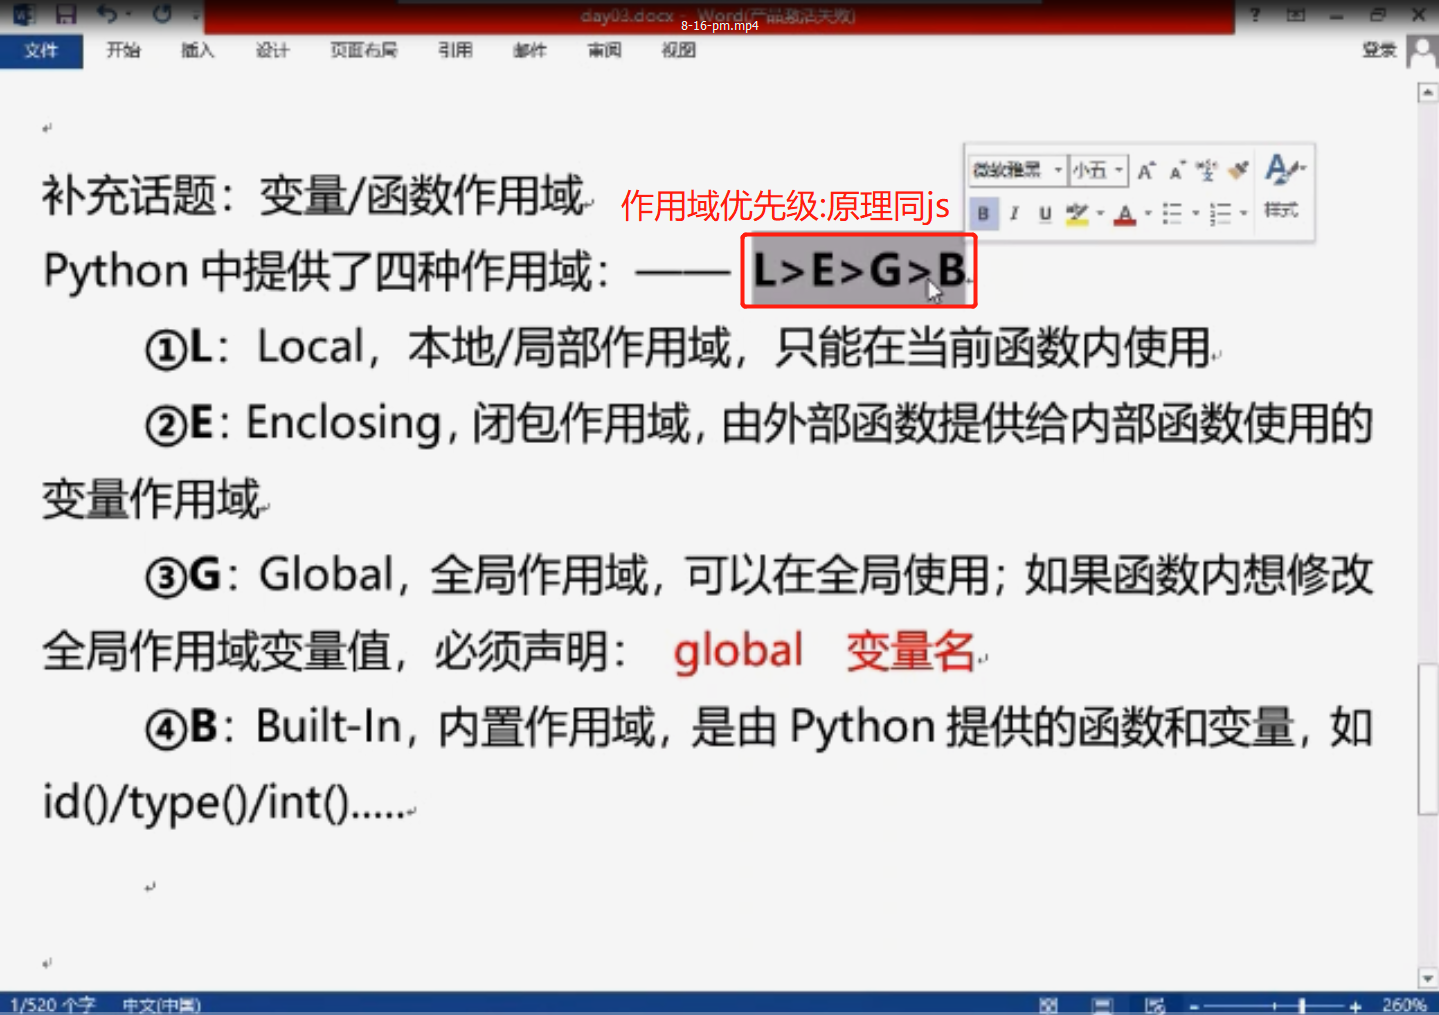 day03.docx - Word(产品激活失败)
8-16-pm.mp4
文件 开始 插入 设计 页面布局 引用 邮件 审阅 视图 登录
微软雅黑 小五
B I U A 样式
补充话题：变量/函数作用域
作用域优先级:原理同js
Python 中提供了四种作用域：—— L>E>G>B
①L：Local，本地/局部作用域，只能在当前函数内使用
②E：Enclosing，闭包作用域，由外部函数提供给内部函数使用的
变量作用域
③G：Global，全局作用域，可以在全局使用；如果函数内想修改
全局作用域变量值，必须声明： global 变量名
④B：Built-In，内置作用域，是由 Python 提供的函数和变量，如
id()/type()/int().....
1/520 个字 中文(中国) 260%